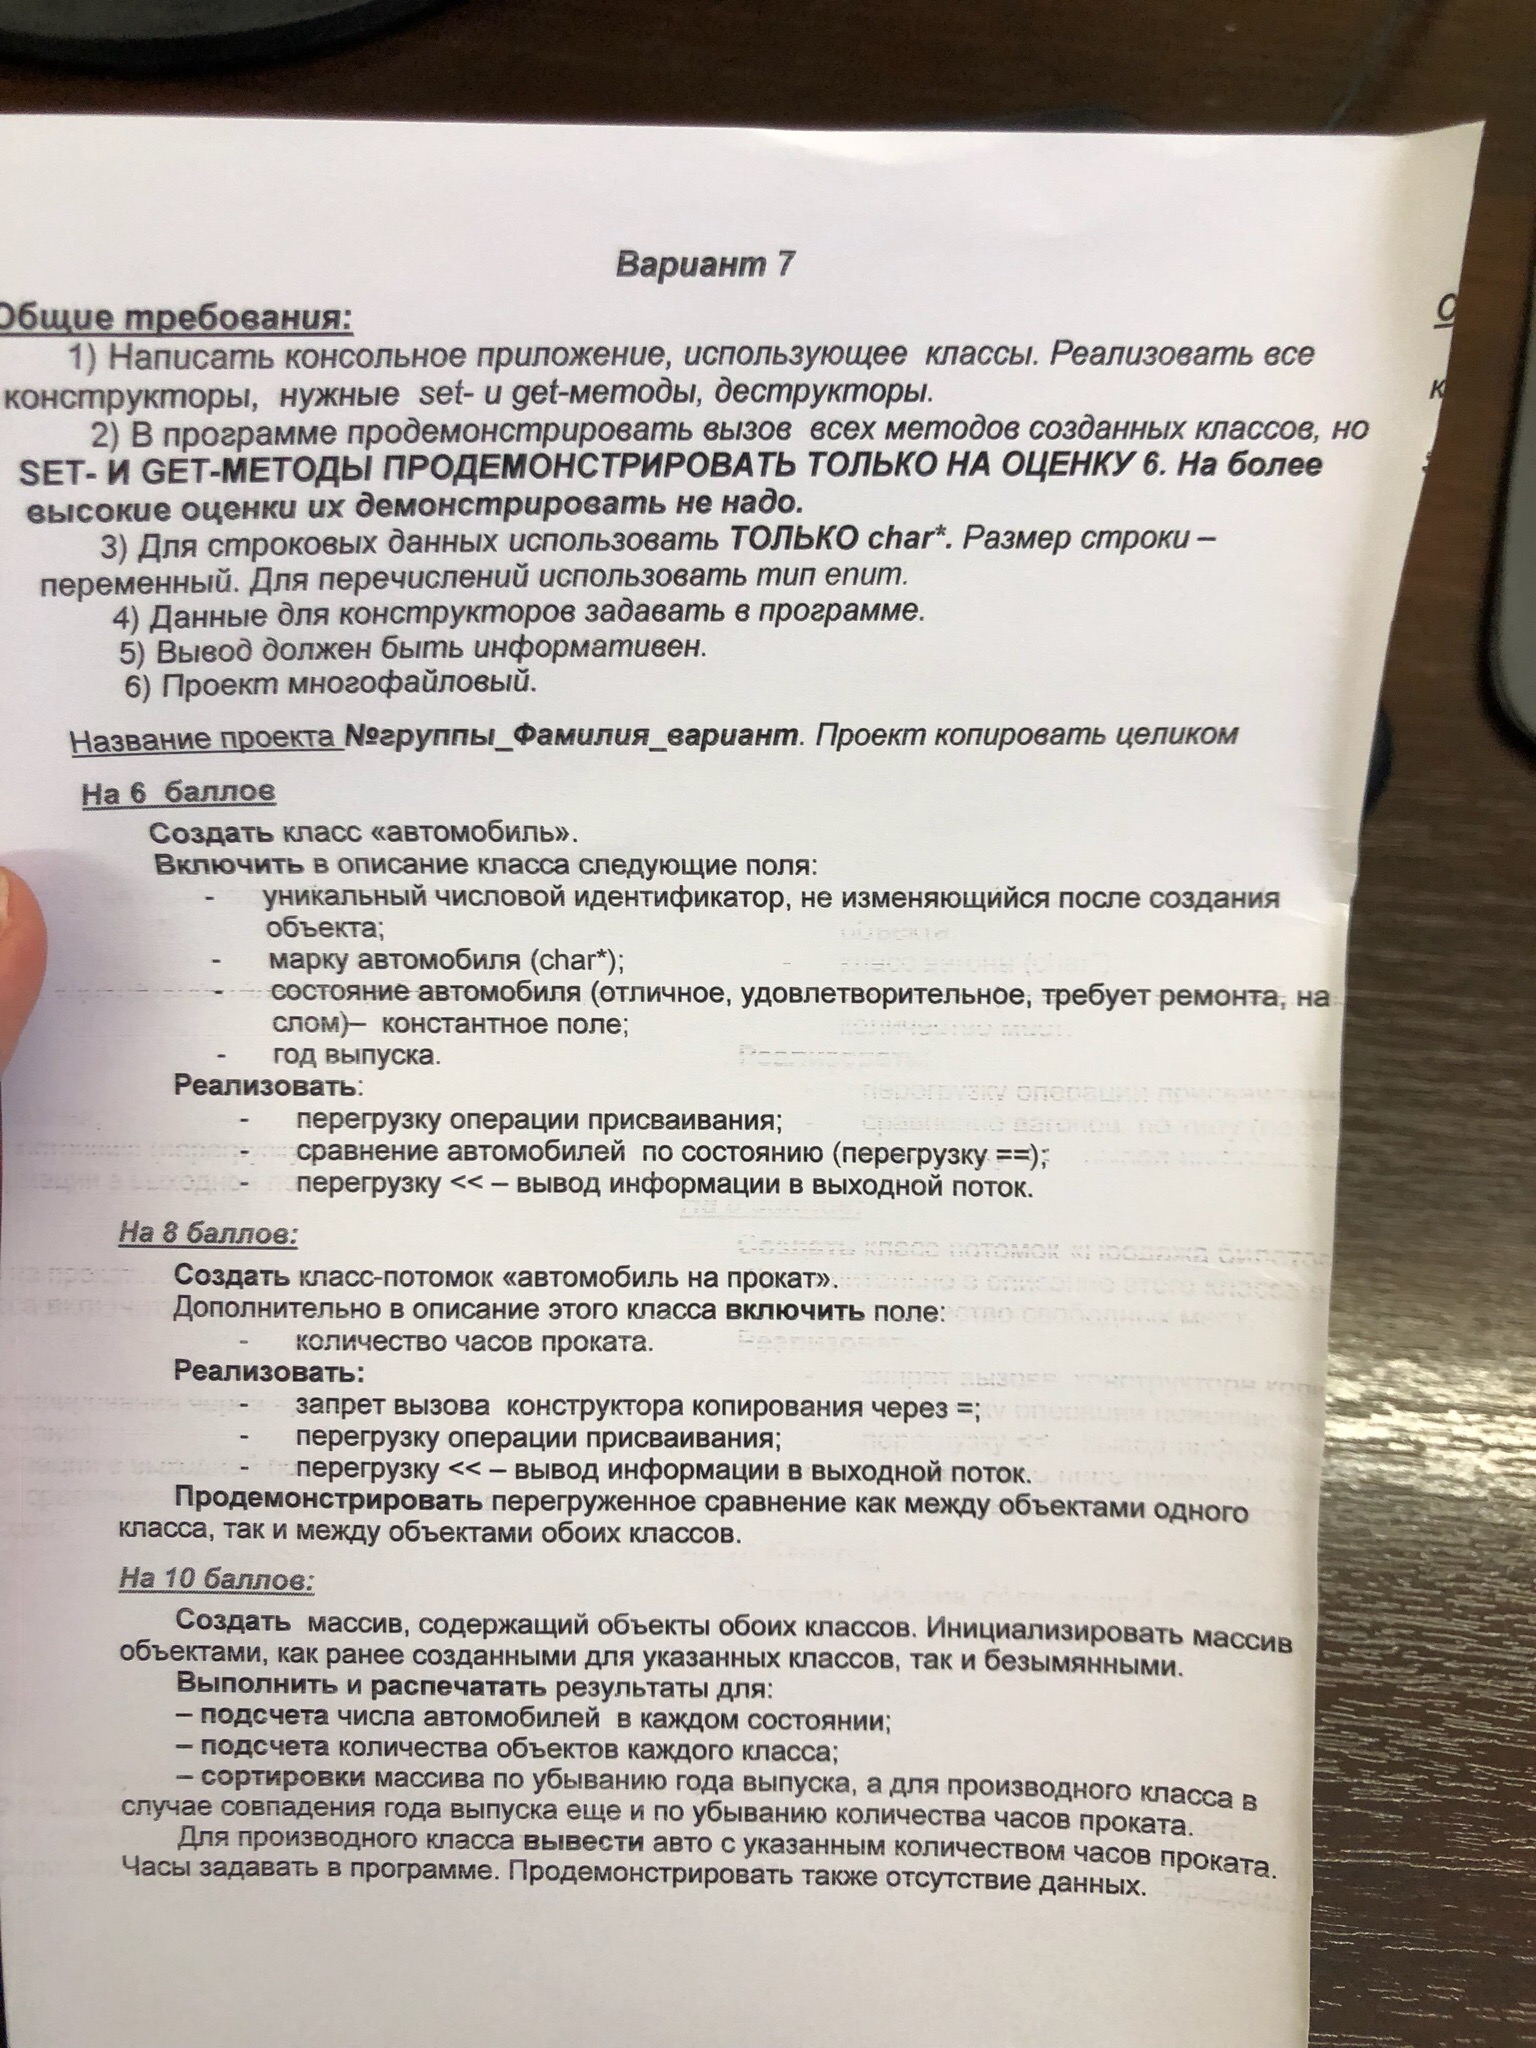 Вариант 7
Общие требования:
1) Написать консольное приложение, использующее классы. Реализовать все
конструкторы, нужные set- и get-методы, деструкторы.
2) В программе продемонстрировать вызов всех методов созданных классов, но
SET- И GET-МЕТОДЫ ПРОДЕМОНСТРИРОВАТЬ ТОЛЬКО НА ОЦЕНКУ 6. На более
высокие оценки их демонстрировать не надо.
3) Для строковых данных использовать ТОЛЬКО char*. Размер строки –
переменный. Для перечислений использовать тип enum.
4) Данные для конструкторов задавать в программе.
5) Вывод должен быть информативен.
6) Проект многофайловый.
Название проекта №группы_Фамилия_вариант. Проект копировать целиком
На 6 баллов
Создать класс «автомобиль».
Включить в описание класса следующие поля:
- уникальный числовой идентификатор, не изменяющийся после создания
объекта;
- марку автомобиля (char*);
- состояние автомобиля (отличное, удовлетворительное, требует ремонта, на
слом)– константное поле;
- год выпуска.
Реализовать:
- перегрузку операции присваивания;
- сравнение автомобилей по состоянию (перегрузку ==);
- перегрузку << – вывод информации в выходной поток.
На 8 баллов:
Создать класс-потомок «автомобиль на прокат».
Дополнительно в описание этого класса включить поле:
- количество часов проката.
Реализовать:
- запрет вызова конструктора копирования через =;
- перегрузку операции присваивания;
- перегрузку << – вывод информации в выходной поток.
Продемонстрировать перегруженное сравнение как между объектами одного
класса, так и между объектами обоих классов.
На 10 баллов:
Создать массив, содержащий объекты обоих классов. Инициализировать массив
объектами, как ранее созданными для указанных классов, так и безымянными.
Выполнить и распечатать результаты для:
– подсчета числа автомобилей в каждом состоянии;
– подсчета количества объектов каждого класса;
– сортировки массива по убыванию года выпуска, а для производного класса в
случае совпадения года выпуска еще и по убыванию количества часов проката.
Для производного класса вывести авто с указанным количеством часов проката.
Часы задавать в программе. Продемонстрировать также отсутствие данных.